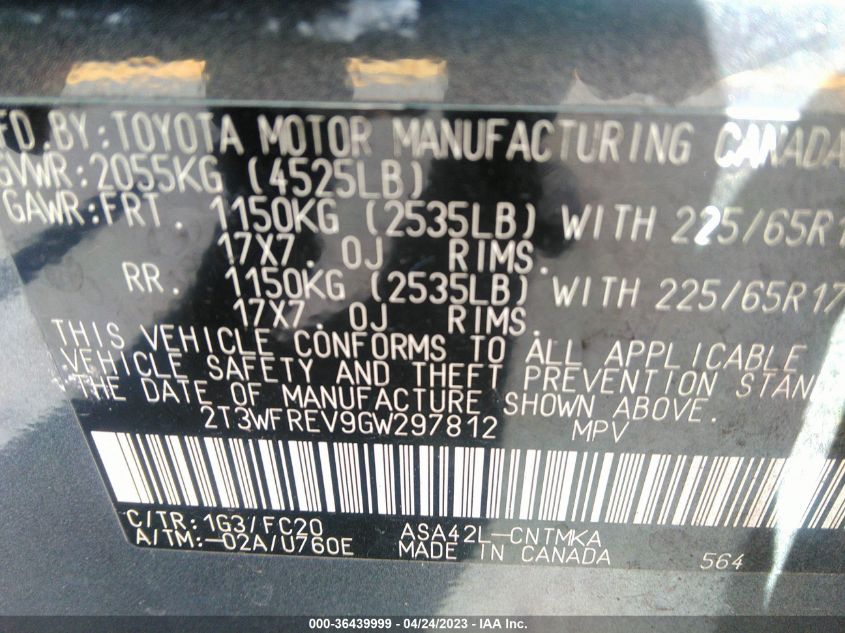 FD. BY: TOYOTA MOTOR MANUFACTURING CANADA
GVWR: 2055KG (4525LB)
GAWR: FRT. 1150KG (2535LB) WITH 225/65R1
17X7. 0J RIMS.
RR. 1150KG (2535LB) WITH 225/65R17
17X7. 0J RIMS.
THIS VEHICLE CONFORMS TO ALL APPLICABLE
VEHICLE SAFETY AND THEFT PREVENTION STAN
THE DATE OF MANUFACTURE SHOWN ABOVE.
2T3WFREV9GW297812 MPV
C/TR: 1G3/FC20 ASA42L-CNTMKA
A/TM: -02A/U760E MADE IN CANADA 564
000-36439999 — 04/24/2023 — IAA Inc.